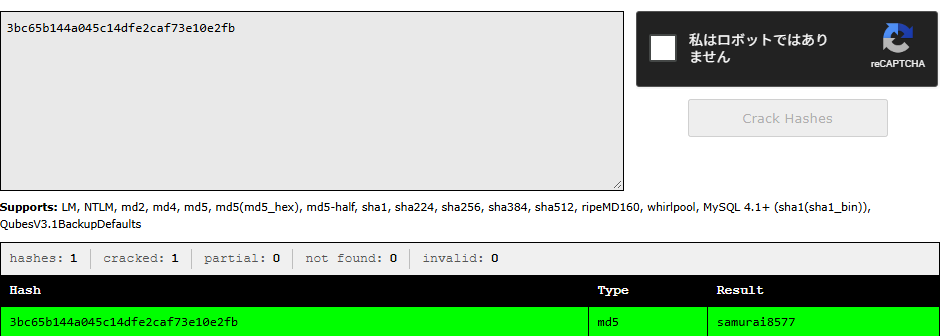 3bc65b144a045c14dfe2caf73e10e2fb
私はロボットではあり
ません
reCAPTCHA
Crack Hashes
Supports: LM, NTLM, md2, md4, md5, md5(md5_hex), md5-half, sha1, sha224, sha256, sha384, sha512, ripeMD160, whirlpool, MySQL 4.1+ (sha1(sha1_bin)),
QubesV3.1BackupDefaults
hashes: 1 cracked: 1 partial: 0 not found: 0 invalid: 0
Hash Type Result
3bc65b144a045c14dfe2caf73e10e2fb md5 samurai8577